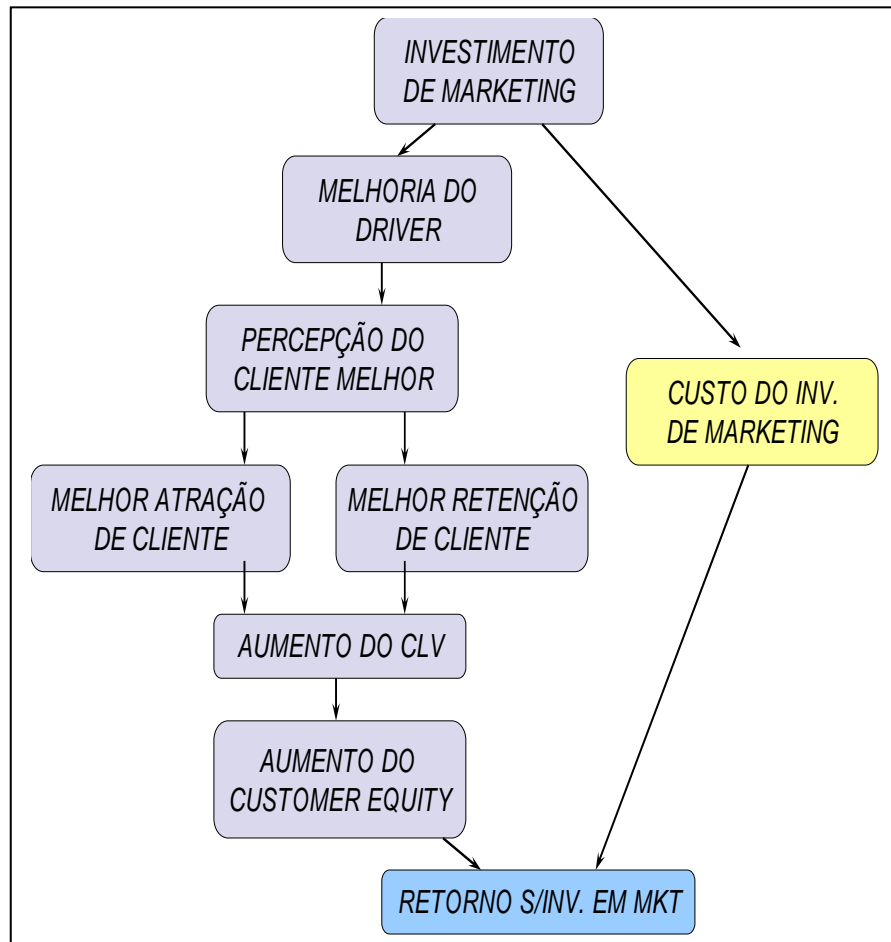 INVESTIMENTO
DE MARKETING
MELHORIA DO
DRIVER
PERCEPÇÃO DO
CLIENTE MELHOR
CUSTO DO INV.
DE MARKETING
MELHOR ATRAÇÃO
DE CLIENTE
MELHOR RETENÇÃO
DE CLIENTE
AUMENTO DO CLV
AUMENTO DO
CUSTOMER EQUITY
RETORNO S/INV. EM MKT